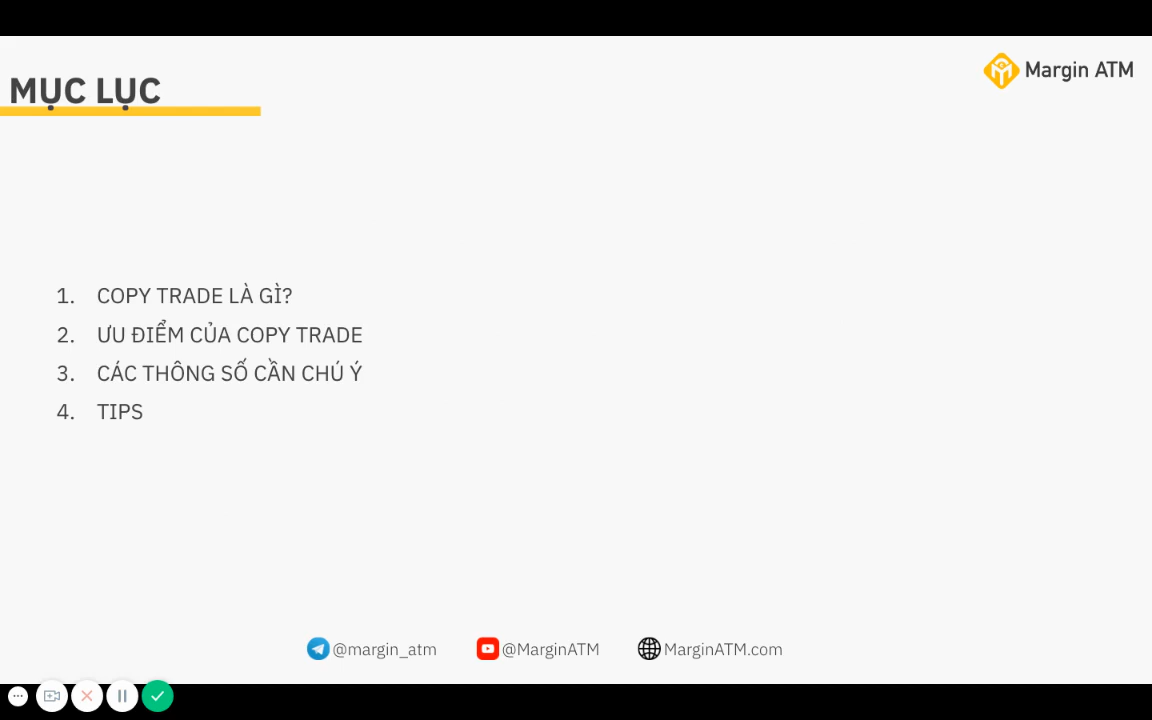 MỤC LỤC
Margin ATM
1. COPY TRADE LÀ GÌ?
2. ƯU ĐIỂM CỦA COPY TRADE
3. CÁC THÔNG SỐ CẦN CHÚ Ý
4. TIPS
@margin_atm @MarginATM MarginATM.com